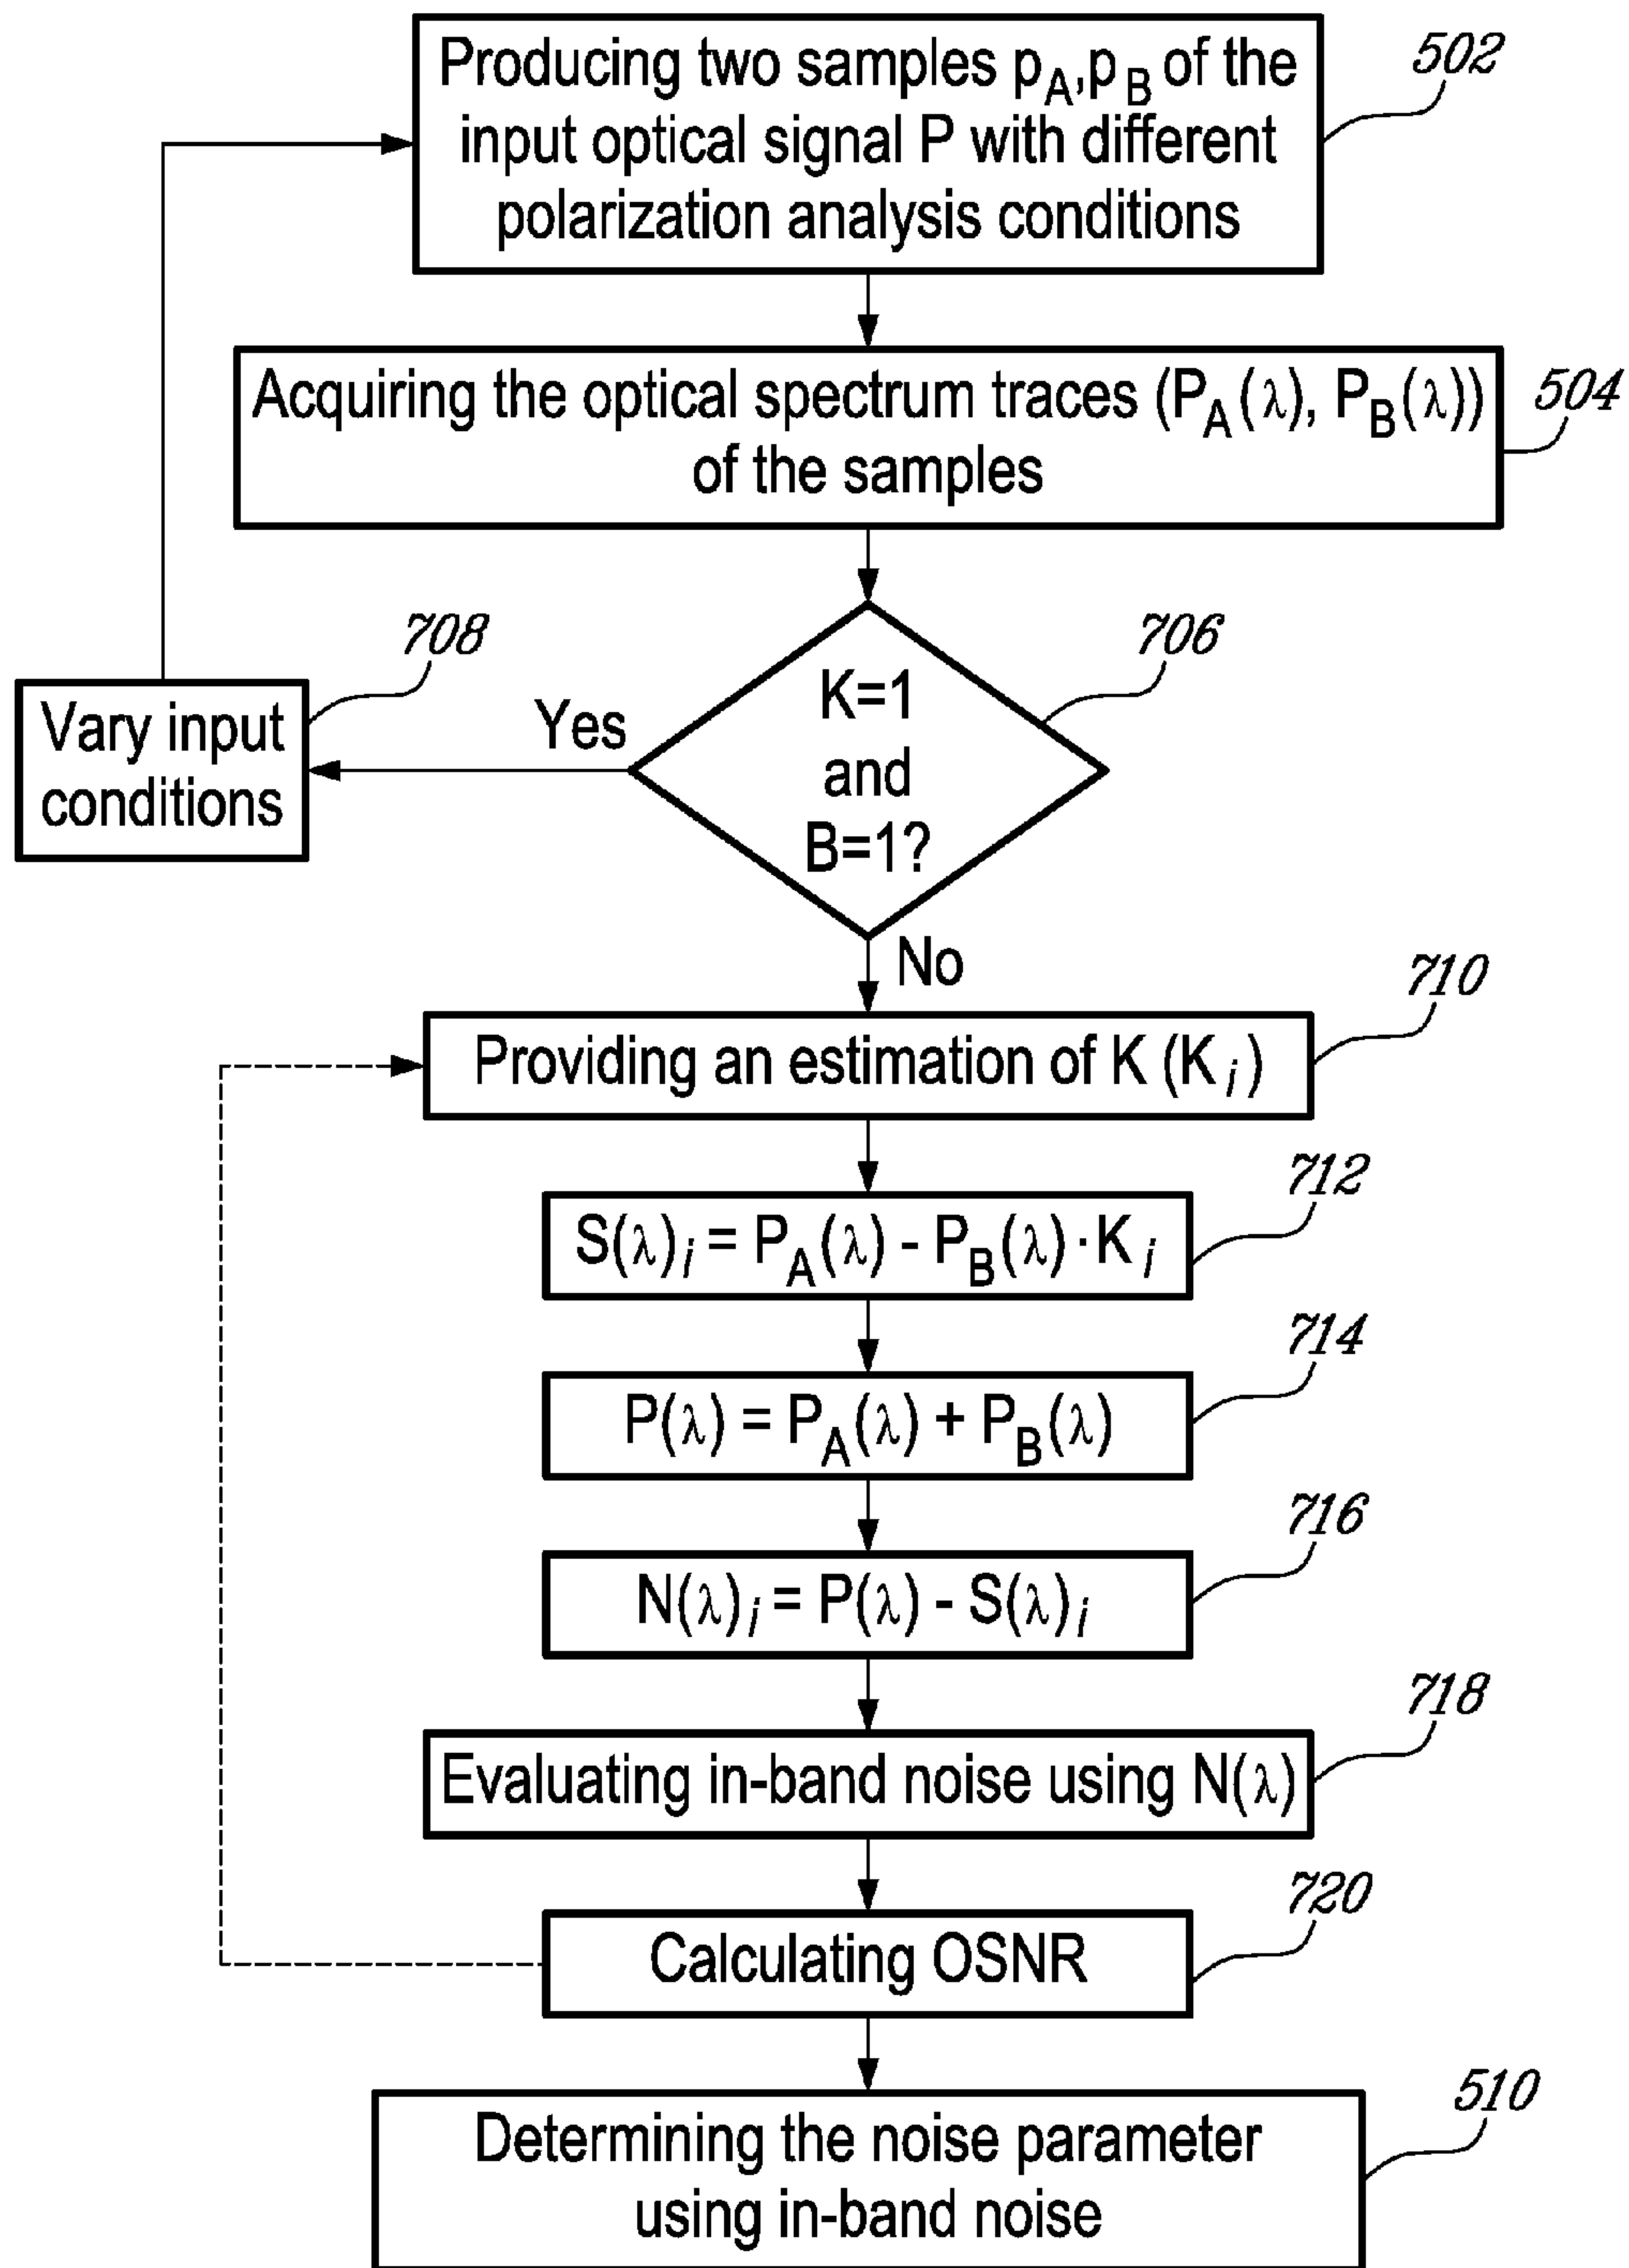 Producing two samples pA,pB of the
input optical signal P with different
polarization analysis conditions
502
Acquiring the optical spectrum traces (PA(λ), PB(λ))
of the samples
504
708
706
Vary input
conditions
Yes
K=1
and
B=1?
No
710
Providing an estimation of K (Ki)
712
S(λ)i = PA(λ) - PB(λ)·Ki
714
P(λ) = PA(λ) + PB(λ)
716
N(λ)i = P(λ) - S(λ)i
718
Evaluating in-band noise using N(λ)
720
Calculating OSNR
510
Determining the noise parameter
using in-band noise